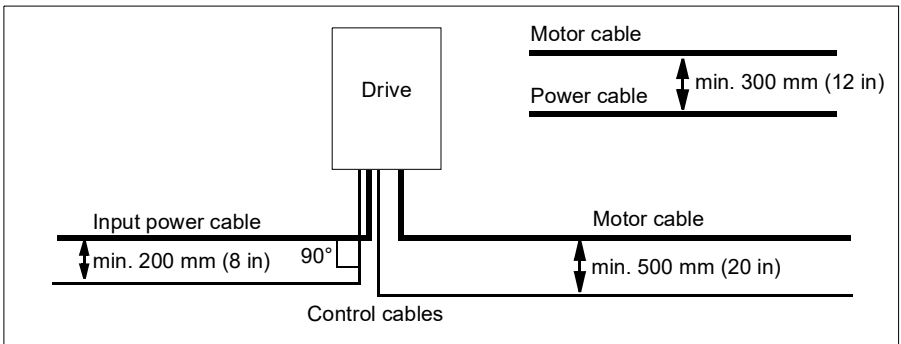 Motor cable
min. 300 mm (12 in)
Power cable
Drive
Input power cable
Motor cable
min. 200 mm (8 in)
90°
min. 500 mm (20 in)
Control cables